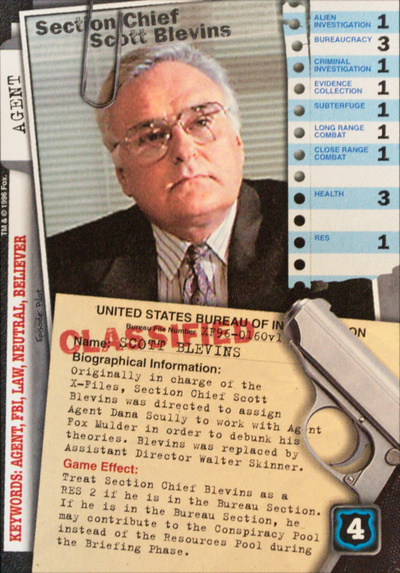 Section Chief
Scott Blevins
AGENT
TM & © 1996 Fox.
KEYWORDS: AGENT, FBI, LAW, NEUTRAL, BELIEVER
Episode: Pilot
ALIEN
INVESTIGATION 1
BUREAUCRACY 3
CRIMINAL
INVESTIGATION 1
EVIDENCE
COLLECTION 1
SUBTERFUGE 1
LONG RANGE
COMBAT 1
CLOSE RANGE
COMBAT 1
HEALTH 3
RES 1
UNITED STATES BUREAU OF IN ION
Bureau File Number XF96-0160v1
CLASSIFIED
Name: SCOTT BLEVINS
Biographical Information:
Originally in charge of the
X-Files, Section Chief Scott
Blevins was directed to assign
Agent Dana Scully to work with Agent
Fox Mulder in order to debunk his
theories. Blevins was replaced by
Assistant Director Walter Skinner.
Game Effect:
Treat Section Chief Blevins as a
RES 2 if he is in the Bureau Section.
If he is in the Bureau Section, he
may contribute to the Conspiracy Pool
instead of the Resources Pool during
the Briefing Phase.
4